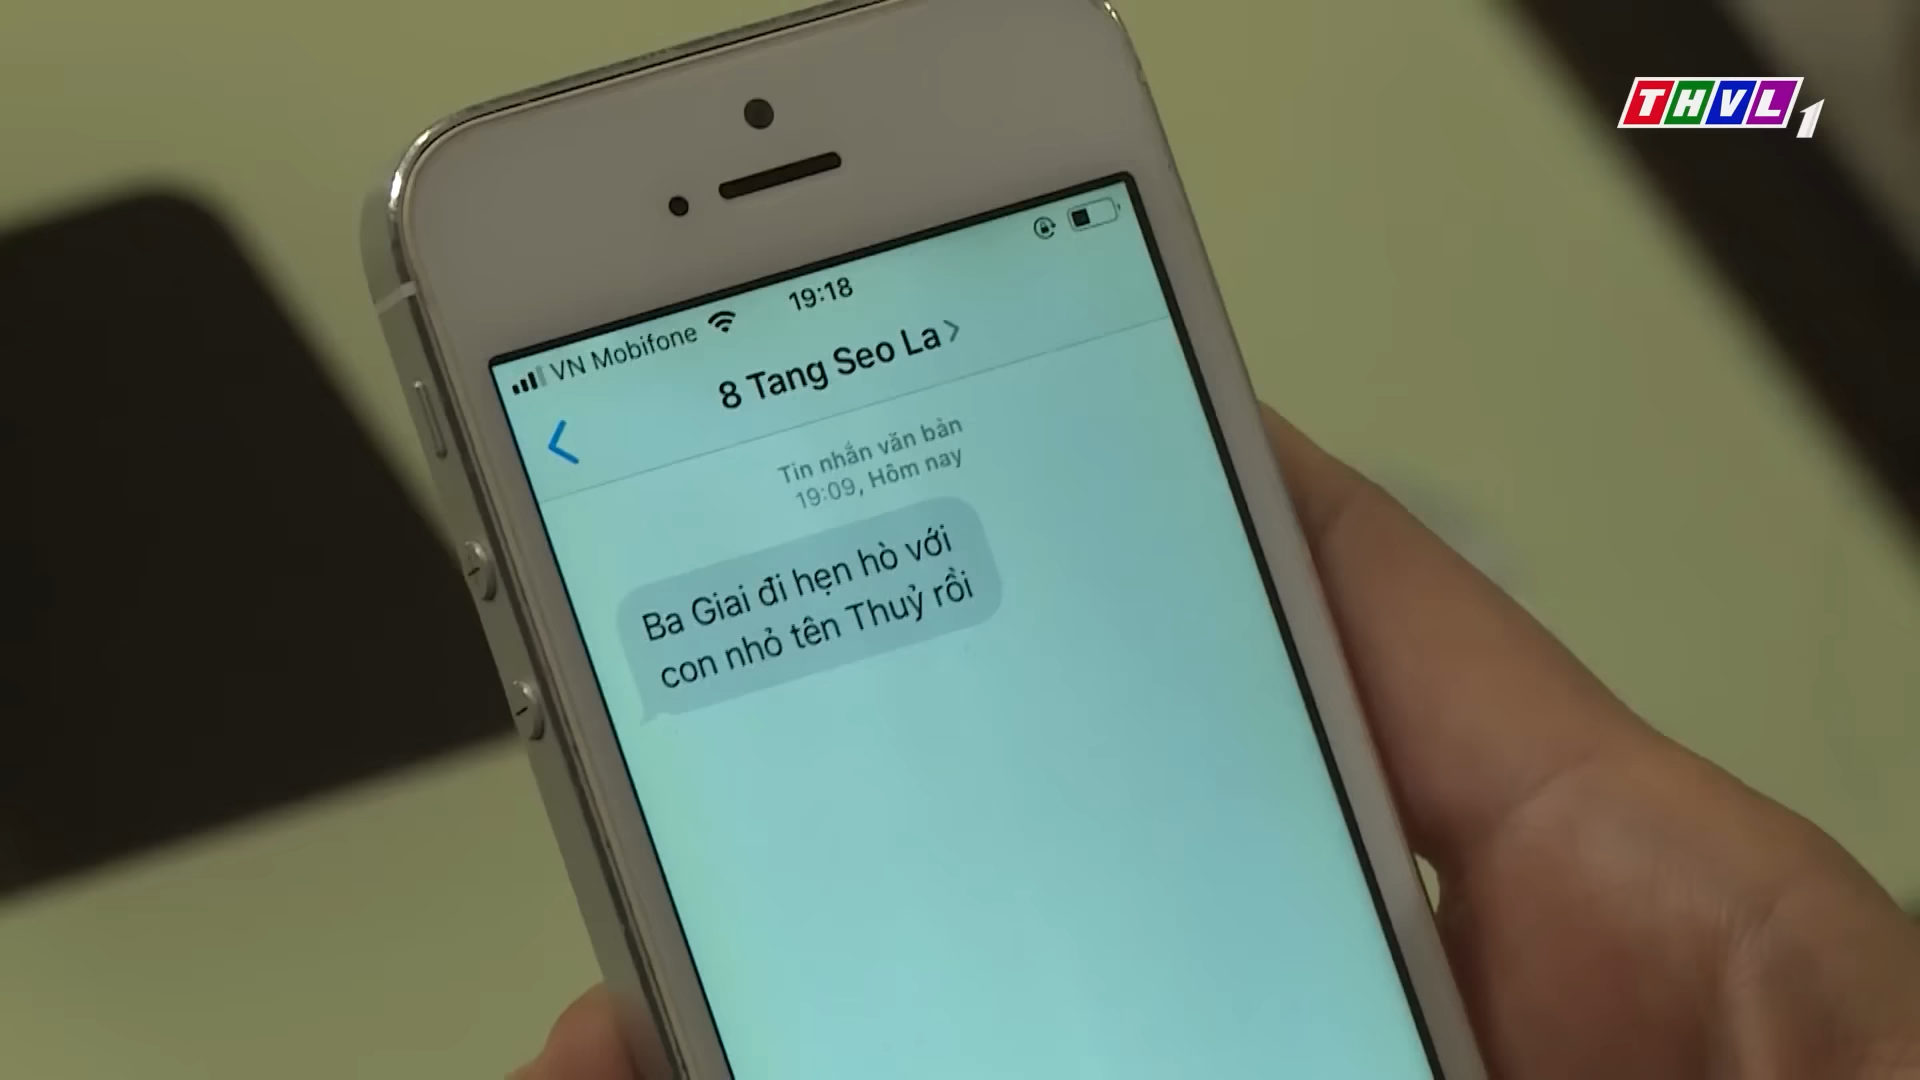 THVL1
VN Mobifone 19:18
8 Tang Seo La
Tin nhắn văn bản
19:09, Hôm nay
Ba Giai đi hẹn hò với
con nhỏ tên Thuỷ rồi